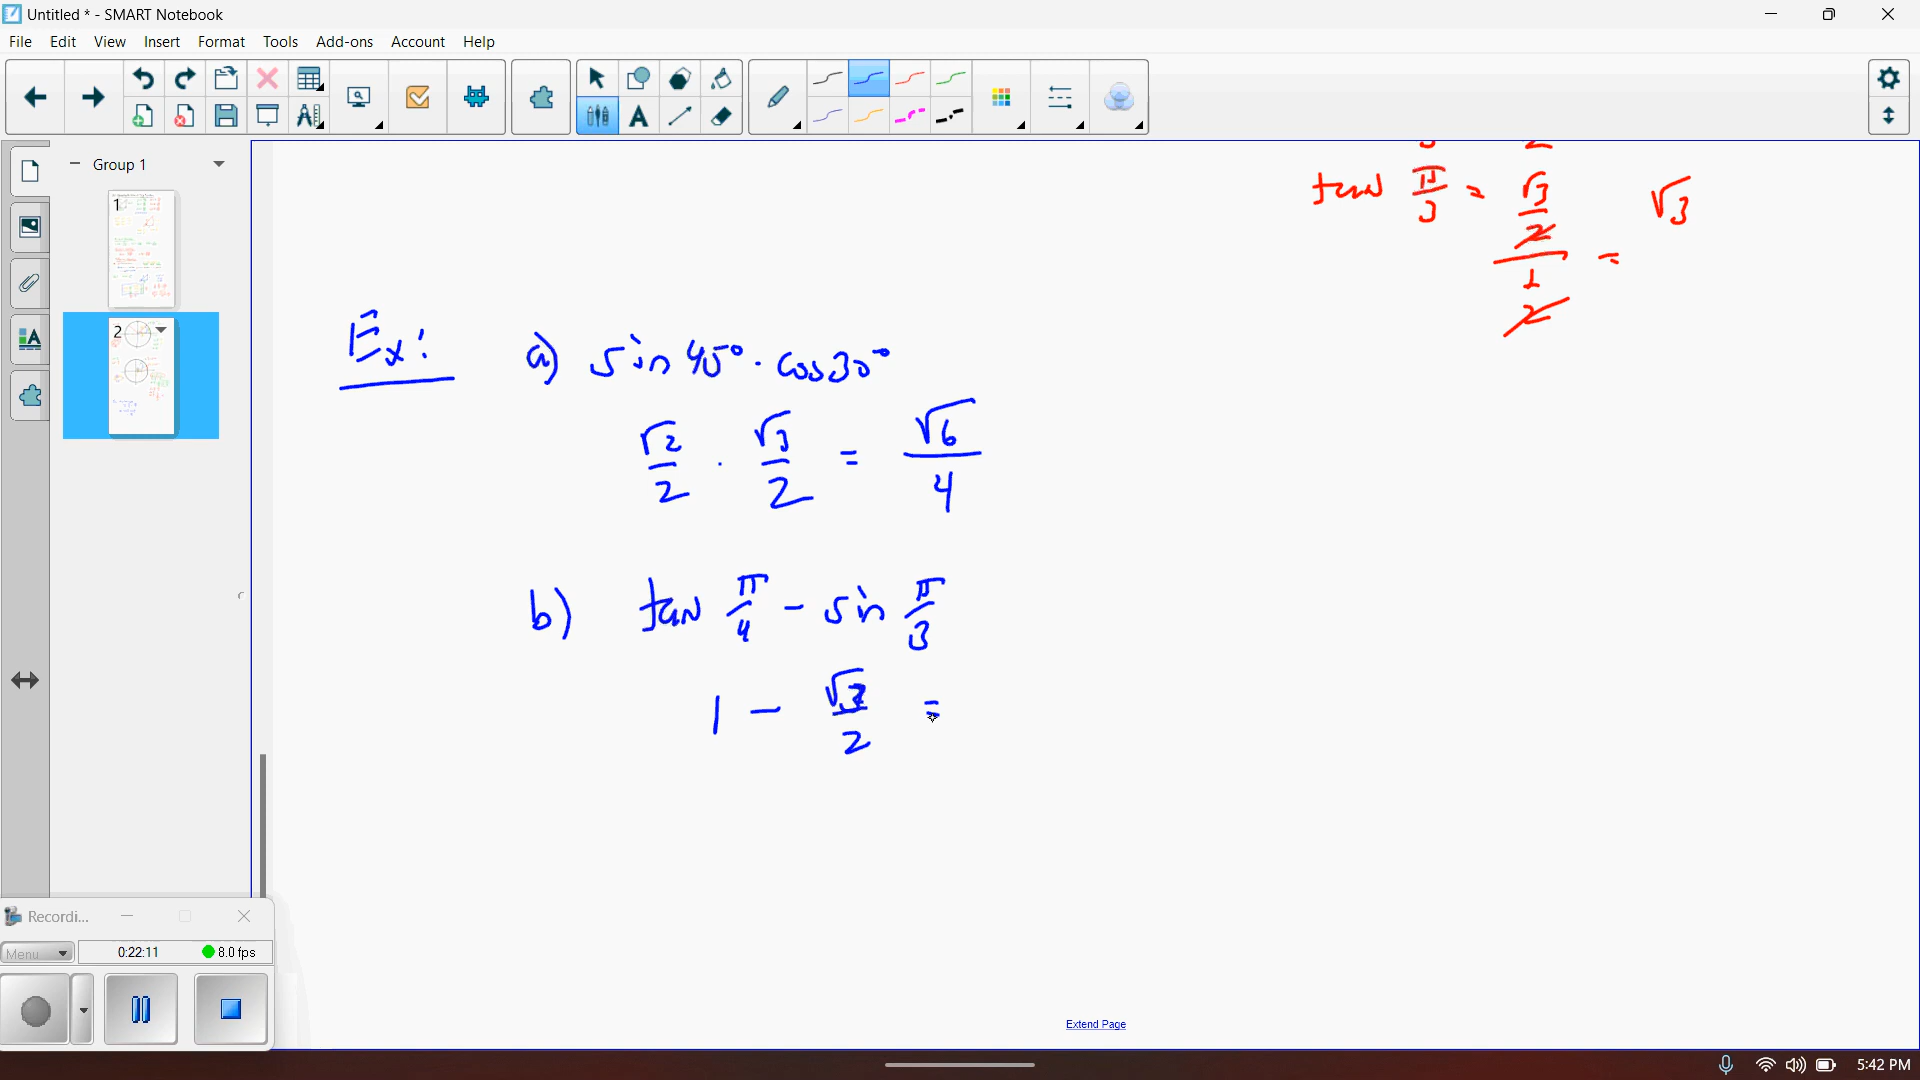 Untitled * - SMART Notebook
File Edit View Insert Format Tools Add-ons Account Help
Group 1
1
2
tan π/3 = (√3/2)/(1/2) = √3
Ex:
a) sin 45° · cos 30°
√2/2 · √3/2 = √6/4
b) tan π/4 - sin π/3
1 - √3/2 =
Extend Page
Recordi...
Menu 0:22:11 8.0 fps
5:42 PM